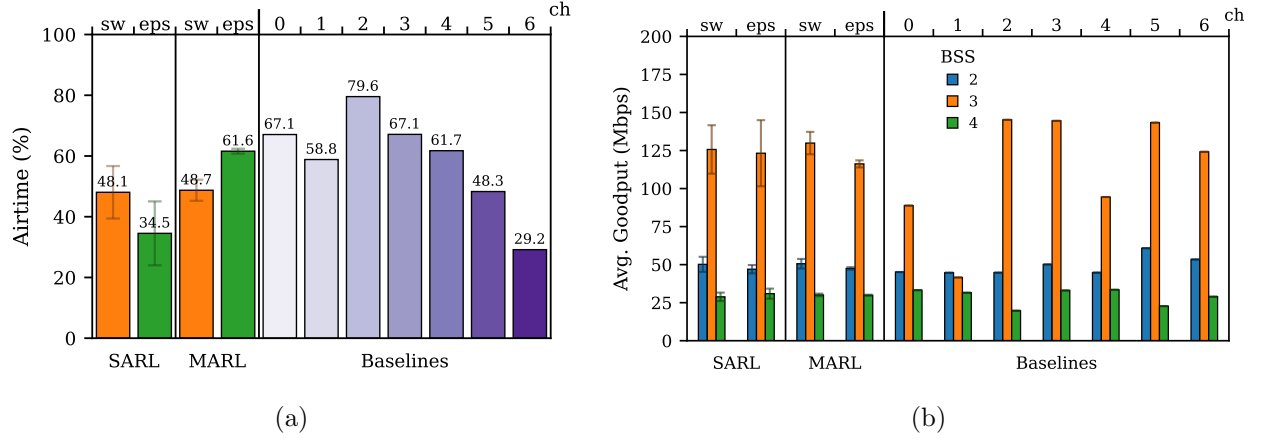 sw eps sw eps 0 1 2 3 4 5 6 ch
Airtime (%)
100
80
60
40
20
0
48.1 34.5 48.7 61.6 67.1 58.8 79.6 67.1 61.7 48.3 29.2
SARL MARL Baselines
(a)
sw eps sw eps 0 1 2 3 4 5 6 ch
Avg. Goodput (Mbps)
200
175
150
125
100
75
50
25
0
BSS
2
3
4
SARL MARL Baselines
(b)